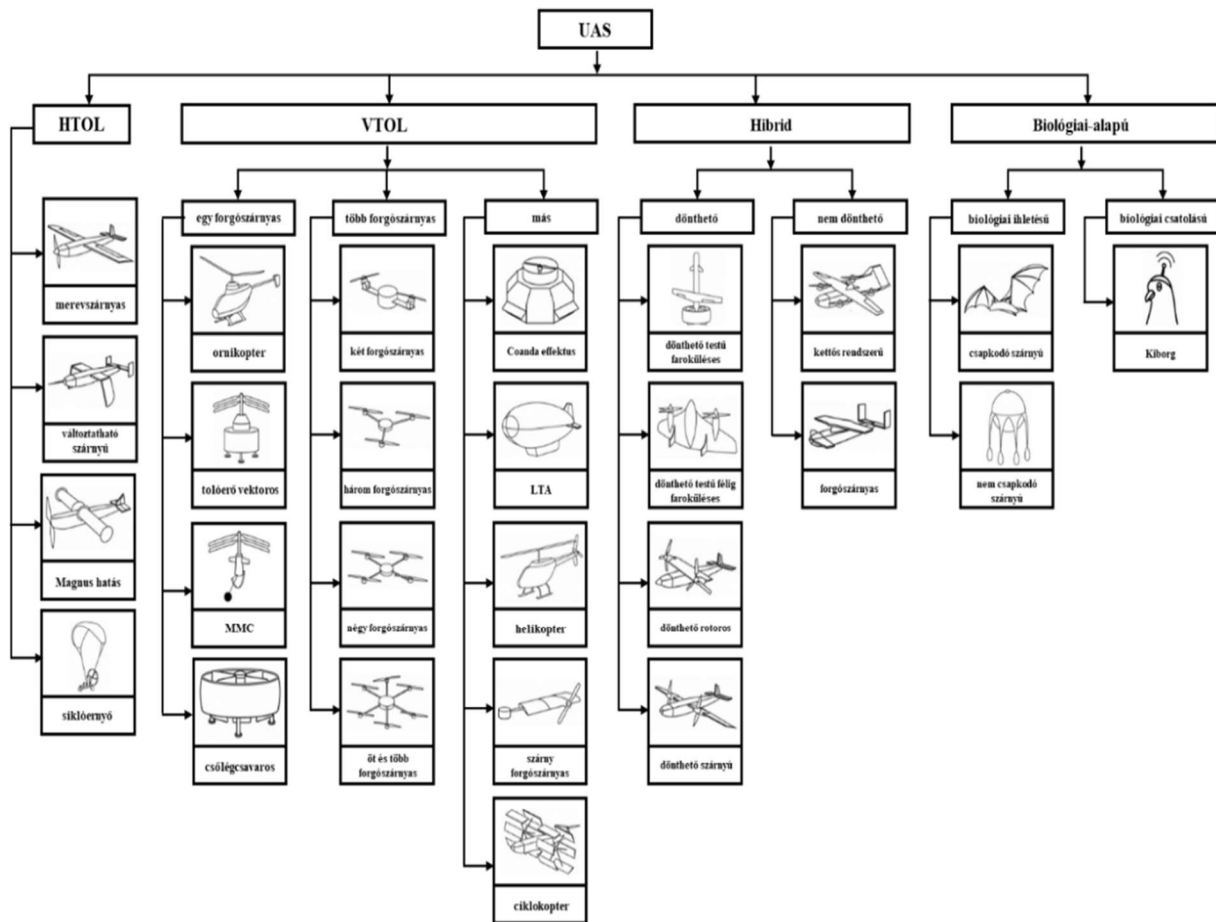 UAS
HTOL
VTOL
Hibrid
Biológiai-alapú
merevszárnyas
változtatható
szárnyú
Magnus hatás
siklóernyő
egy forgószárnyas
ornikopter
tolóerő vektoros
MMC
csőlégcsavaros
több forgószárnyas
két forgószárnyas
három forgószárnyas
négy forgószárnyas
öt és több
forgószárnyas
más
Coanda effektus
LTA
helikopter
szárny
forgószárnyas
ciklokopter
dönthető
dönthető testű
farokűléses
dönthető testű félig
farokűléses
dönthető rotoros
dönthető szárnyú
nem dönthető
kettős rendszerű
forgószárnyas
biológiai ihletésű
csapkodó szárnyú
nem csapkodó
szárnyú
biológiai csatolású
Kiborg